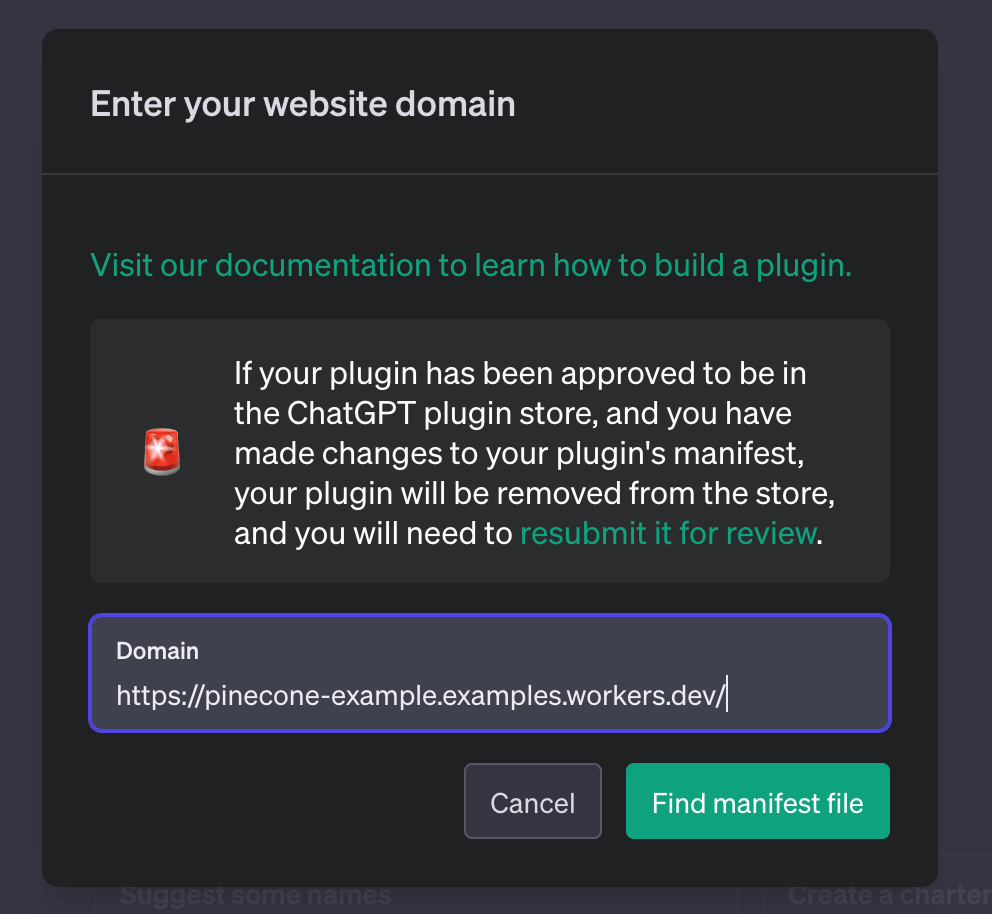 Enter your website domain
Visit our documentation to learn how to build a plugin.
If your plugin has been approved to be in
the ChatGPT plugin store, and you have
made changes to your plugin's manifest,
your plugin will be removed from the store,
and you will need to resubmit it for review.
Domain
https://pinecone-example.examples.workers.dev/
Cancel
Find manifest file
Suggest some names
Create a charter